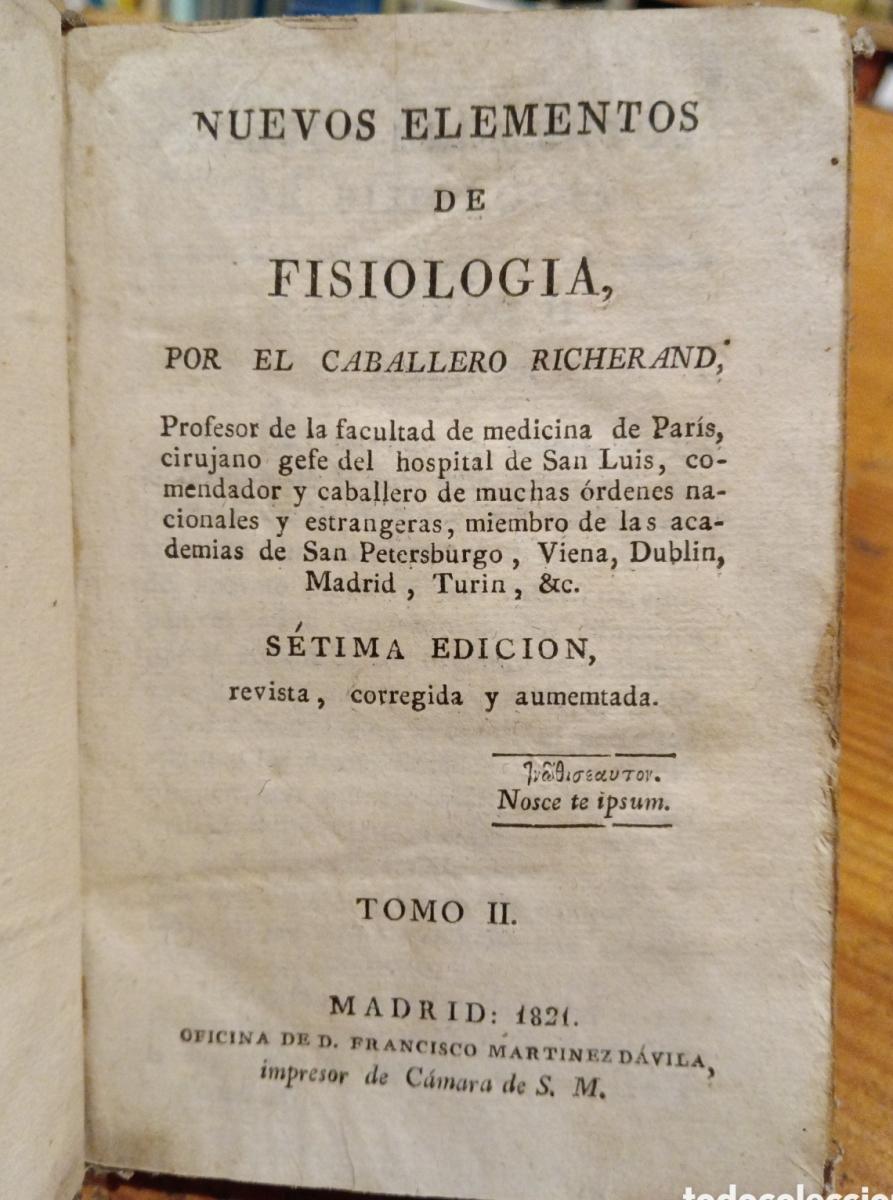 NUEVOS ELEMENTOS
DE
FISIOLOGIA,
POR EL CABALLERO RICHERAND,
Profesor de la facultad de medicina de París,
cirujano gefe del hospital de San Luis, co-
mendador y caballero de muchas órdenes na-
cionales y estrangeras, miembro de las aca-
demias de San Petersburgo, Viena, Dublin,
Madrid, Turin, &c.
SÉTIMA EDICION,
revista, corregida y aumemtada.
Γνῶθισεαυτον.
Nosce te ipsum.
TOMO II.
MADRID: 1821.
OFICINA DE D. FRANCISCO MARTINEZ DÁVILA,
impresor de Cámara de S. M.